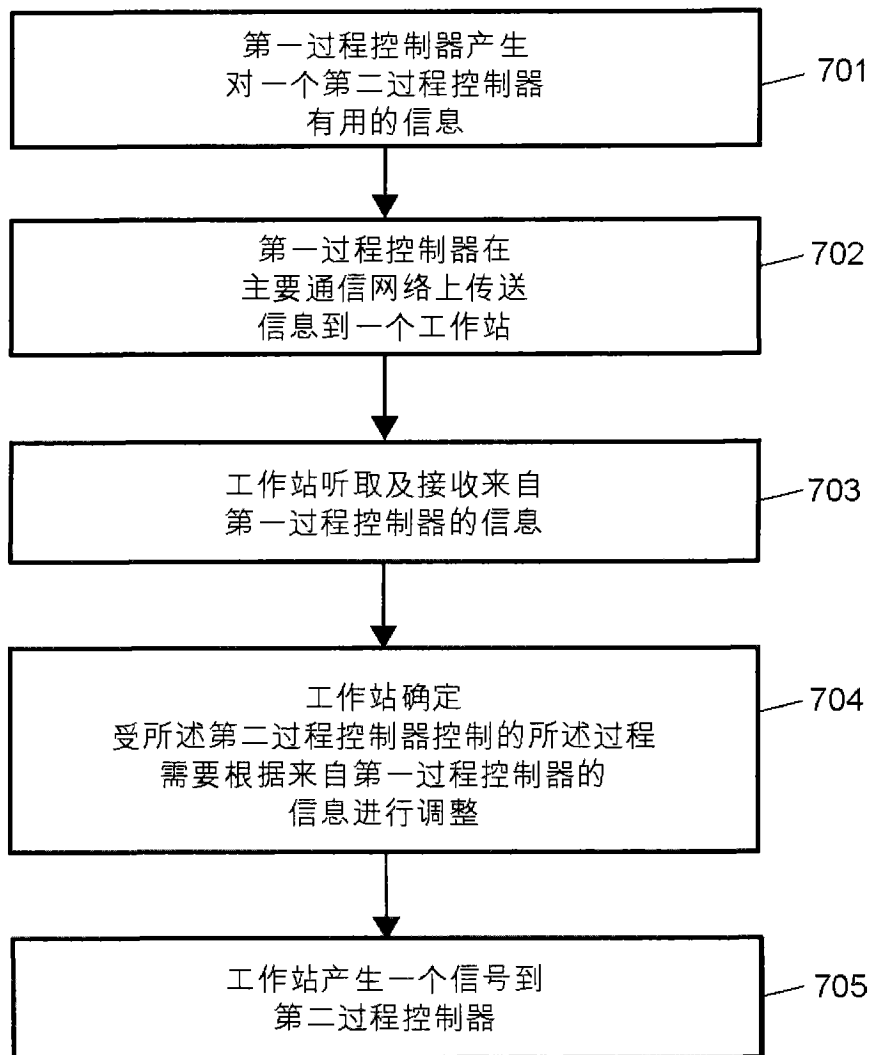 第一过程控制器产生
对一个第二过程控制器
有用的信息
701
第一过程控制器在
主要通信网络上传送
信息到一个工作站
702
工作站听取及接收来自
第一过程控制器的信息
703
工作站确定
受所述第二过程控制器控制的所述过程
需要根据来自第一过程控制器的
信息进行调整
704
工作站产生一个信号到
第二过程控制器
705